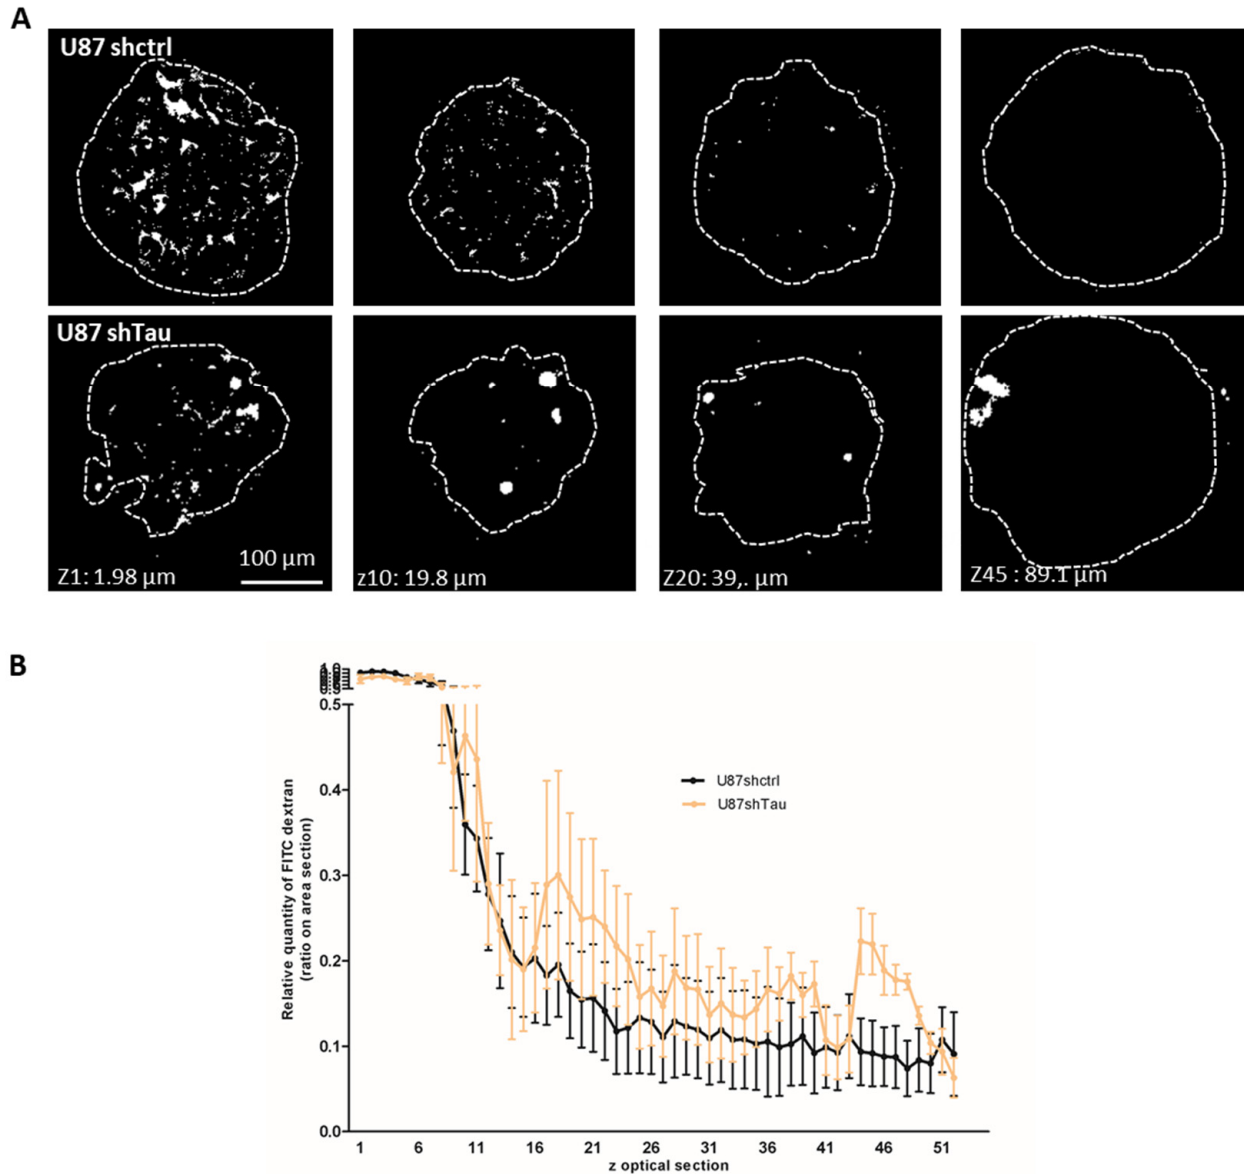 A
U87 shctrl
U87 shTau
100 µm
Z1: 1.98 µm
z10: 19.8 µm
Z20: 39,. µm
Z45 : 89.1 µm
B
1.0
0.5
0.4
0.3
0.2
0.1
0.0
Relative quantity of FITC dextran
(ratio on area section)
U87shctrl
U87shTau
1 6 11 16 21 26 31 36 41 46 51
z optical section